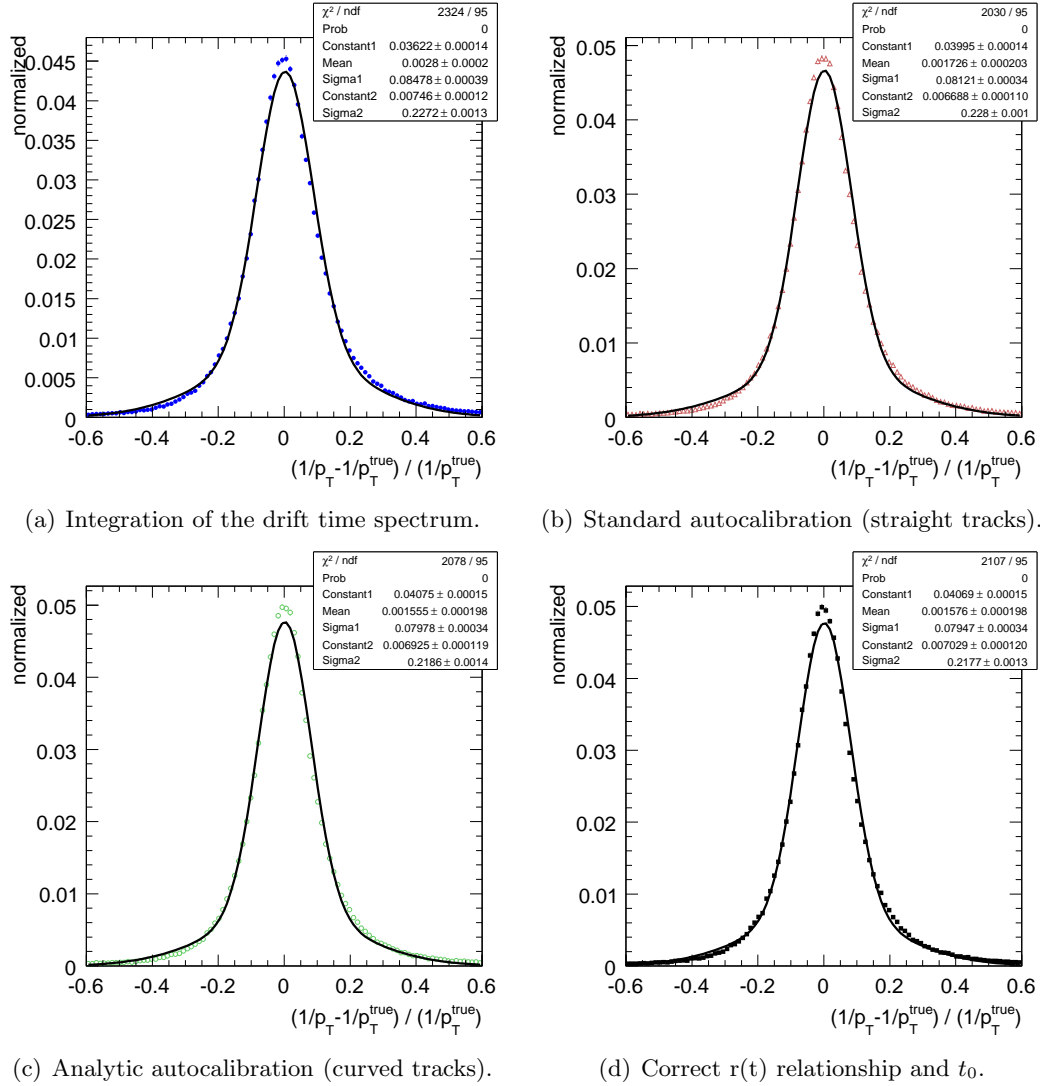 χ² / ndf 2324 / 95
Prob 0
Constant1 0.03622 ± 0.00014
Mean 0.0028 ± 0.0002
Sigma1 0.08478 ± 0.00039
Constant2 0.00746 ± 0.00012
Sigma2 0.2272 ± 0.0013
normalized
0.045
0.04
0.035
0.03
0.025
0.02
0.015
0.01
0.005
0
-0.6 -0.4 -0.2 0 0.2 0.4 0.6
(1/p_T-1/p_T^true) / (1/p_T^true)
(a) Integration of the drift time spectrum.
χ² / ndf 2030 / 95
Prob 0
Constant1 0.03995 ± 0.00014
Mean 0.001726 ± 0.000203
Sigma1 0.08121 ± 0.00034
Constant2 0.006688 ± 0.000110
Sigma2 0.228 ± 0.001
normalized
0.05
0.04
0.03
0.02
0.01
0
-0.6 -0.4 -0.2 0 0.2 0.4 0.6
(1/p_T-1/p_T^true) / (1/p_T^true)
(b) Standard autocalibration (straight tracks).
χ² / ndf 2078 / 95
Prob 0
Constant1 0.04075 ± 0.00015
Mean 0.001555 ± 0.000198
Sigma1 0.07978 ± 0.00034
Constant2 0.006925 ± 0.000119
Sigma2 0.2186 ± 0.0014
normalized
0.05
0.04
0.03
0.02
0.01
0
-0.6 -0.4 -0.2 0 0.2 0.4 0.6
(1/p_T-1/p_T^true) / (1/p_T^true)
(c) Analytic autocalibration (curved tracks).
χ² / ndf 2107 / 95
Prob 0
Constant1 0.04069 ± 0.00015
Mean 0.001576 ± 0.000198
Sigma1 0.07947 ± 0.00034
Constant2 0.007029 ± 0.000120
Sigma2 0.2177 ± 0.0013
normalized
0.05
0.04
0.03
0.02
0.01
0
-0.6 -0.4 -0.2 0 0.2 0.4 0.6
(1/p_T-1/p_T^true) / (1/p_T^true)
(d) Correct r(t) relationship and t₀.